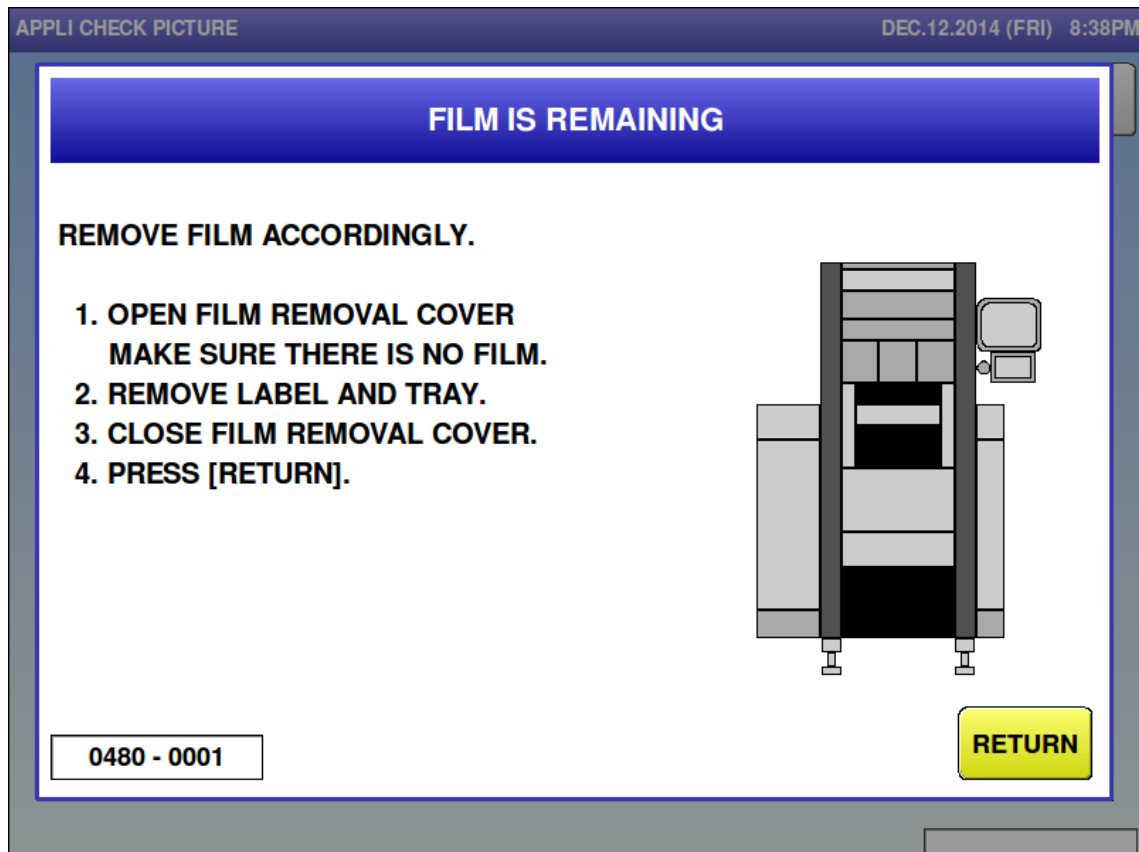 APPLI CHECK PICTURE DEC.12.2014 (FRI) 8:38PM
FILM IS REMAINING
REMOVE FILM ACCORDINGLY.
1. OPEN FILM REMOVAL COVER
MAKE SURE THERE IS NO FILM.
2. REMOVE LABEL AND TRAY.
3. CLOSE FILM REMOVAL COVER.
4. PRESS [RETURN].
0480 - 0001
RETURN